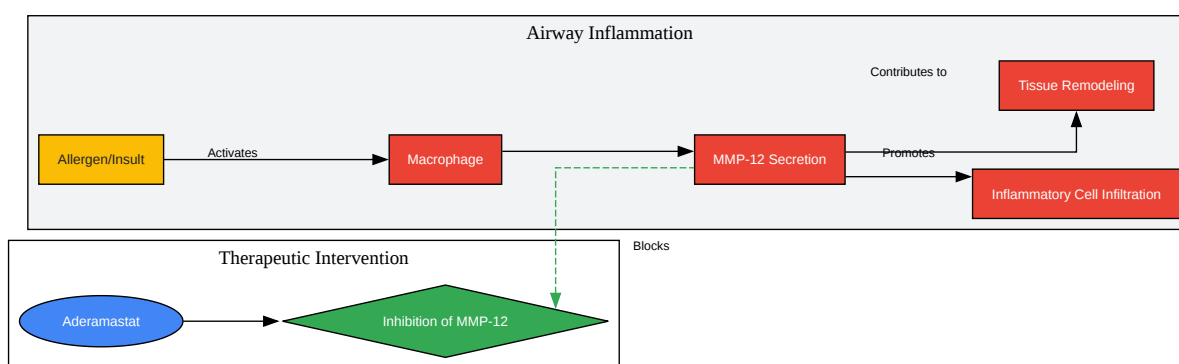 Airway Inflammation
Contributes to
Tissue Remodeling
Allergen/Insult
Activates
Macrophage
MMP-12 Secretion
Promotes
Inflammatory Cell Infiltration
Blocks
Therapeutic Intervention
Aderamastat
Inhibition of MMP-12